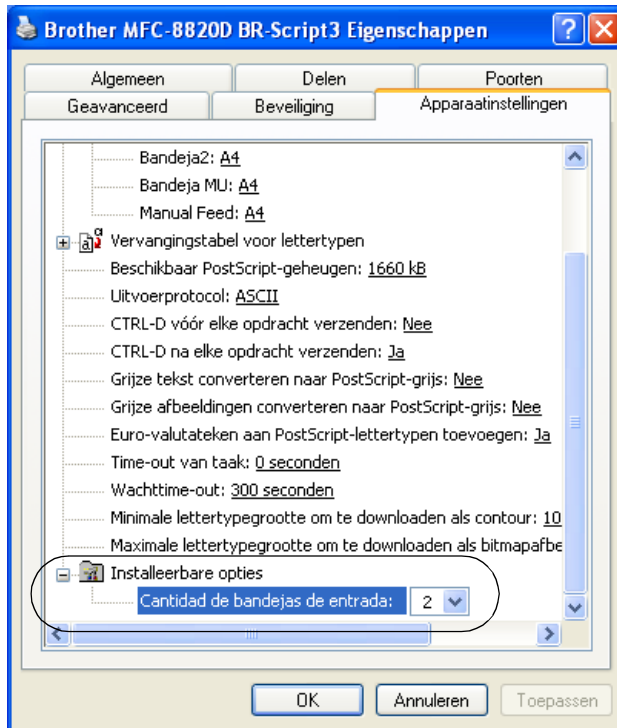 Brother MFC-8820D BR-Script3 Eigenschappen
Algemeen Delen Poorten
Geavanceerd Beveiliging Apparaatinstellingen
Bandeja2: A4
Bandeja MU: A4
Manual Feed: A4
Vervangingstabel voor lettertypen
Beschikbaar PostScript-geheugen: 1660 kB
Uitvoerprotocol: ASCII
CTRL-D vóór elke opdracht verzenden: Nee
CTRL-D na elke opdracht verzenden: Ja
Grijze tekst converteren naar PostScript-grijs: Nee
Grijze afbeeldingen converteren naar PostScript-grijs: Nee
Euro-valutateken aan PostScript-lettertypen toevoegen: Ja
Time-out van taak: 0 seconden
Wachttime-out: 300 seconden
Minimale lettertypegrootte om te downloaden als contour: 10
Maximale lettertypegrootte om te downloaden als bitmapafbe
Installeerbare opties
Cantidad de bandejas de entrada: 2
OK Annuleren Toepassen